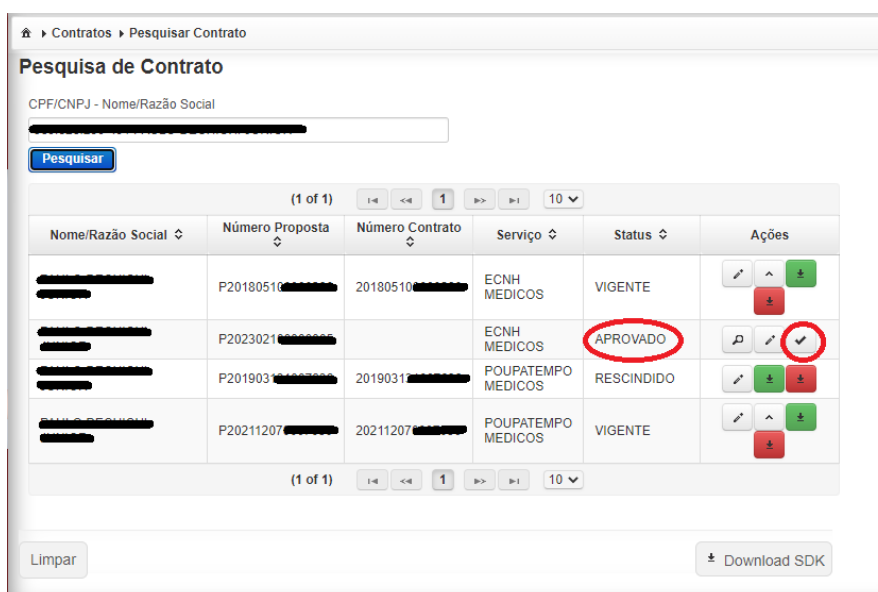 Contratos Pesquisar Contrato
Pesquisa de Contrato
CPF/CNPJ - Nome/Razão Social
Pesquisar
(1 of 1) 1 10
Nome/Razão Social Número Proposta Número Contrato Serviço Status Ações
P20180510 20180510 ECNH MEDICOS VIGENTE
P2023021 ECNH MEDICOS APROVADO
P2019031 2019031 POUPATEMPO MEDICOS RESCINDIDO
P20211207 20211207 POUPATEMPO MEDICOS VIGENTE
(1 of 1) 1 10
Limpar Download SDK